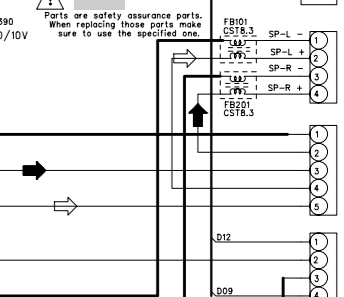 !
390
0/10V
Parts are safety assurance parts.
When replacing those parts make
sure to use the specified one.
FB101
CST8.3
SP-L -
1
SP-L +
2
SP-R -
3
SP-R +
4
FB201
CST8.3
1
2
3
4
5
D12
1
2
3
D09
4